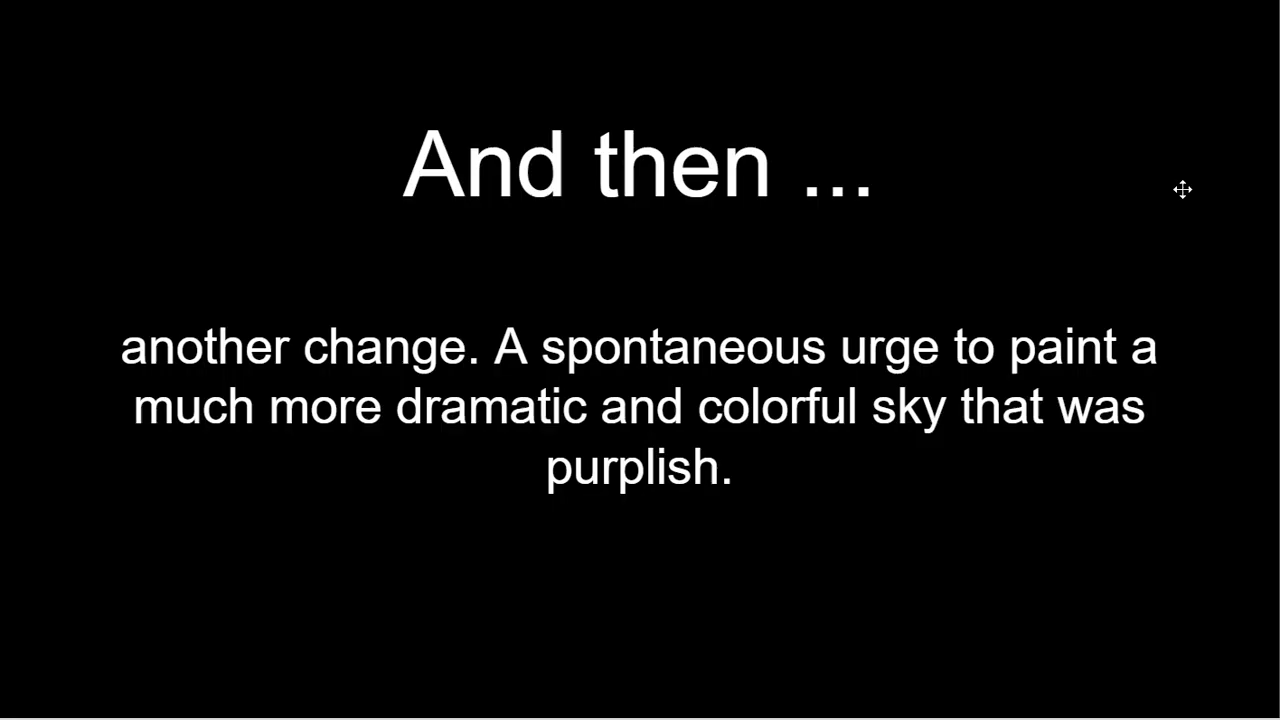 And then ...
another change. A spontaneous urge to paint a
much more dramatic and colorful sky that was
purplish.